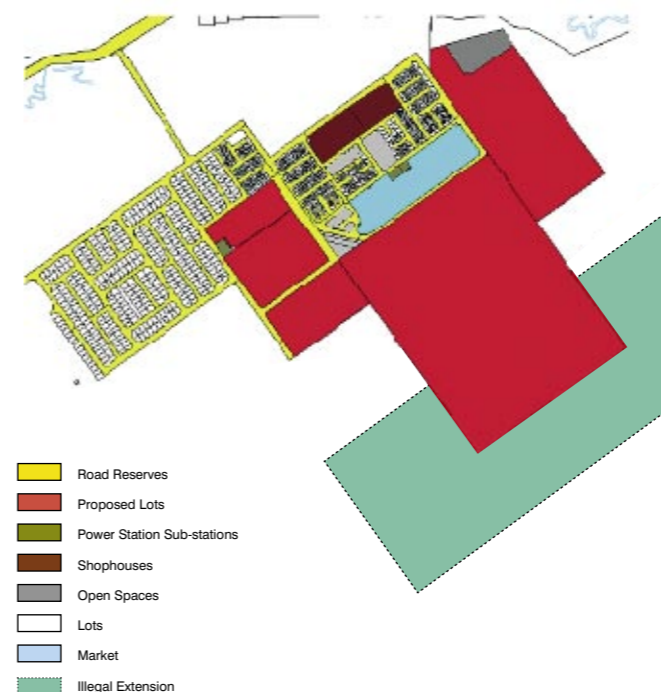 Road Reserves
Proposed Lots
Power Station Sub-stations
Shophouses
Open Spaces
Lots
Market
Illegal Extension